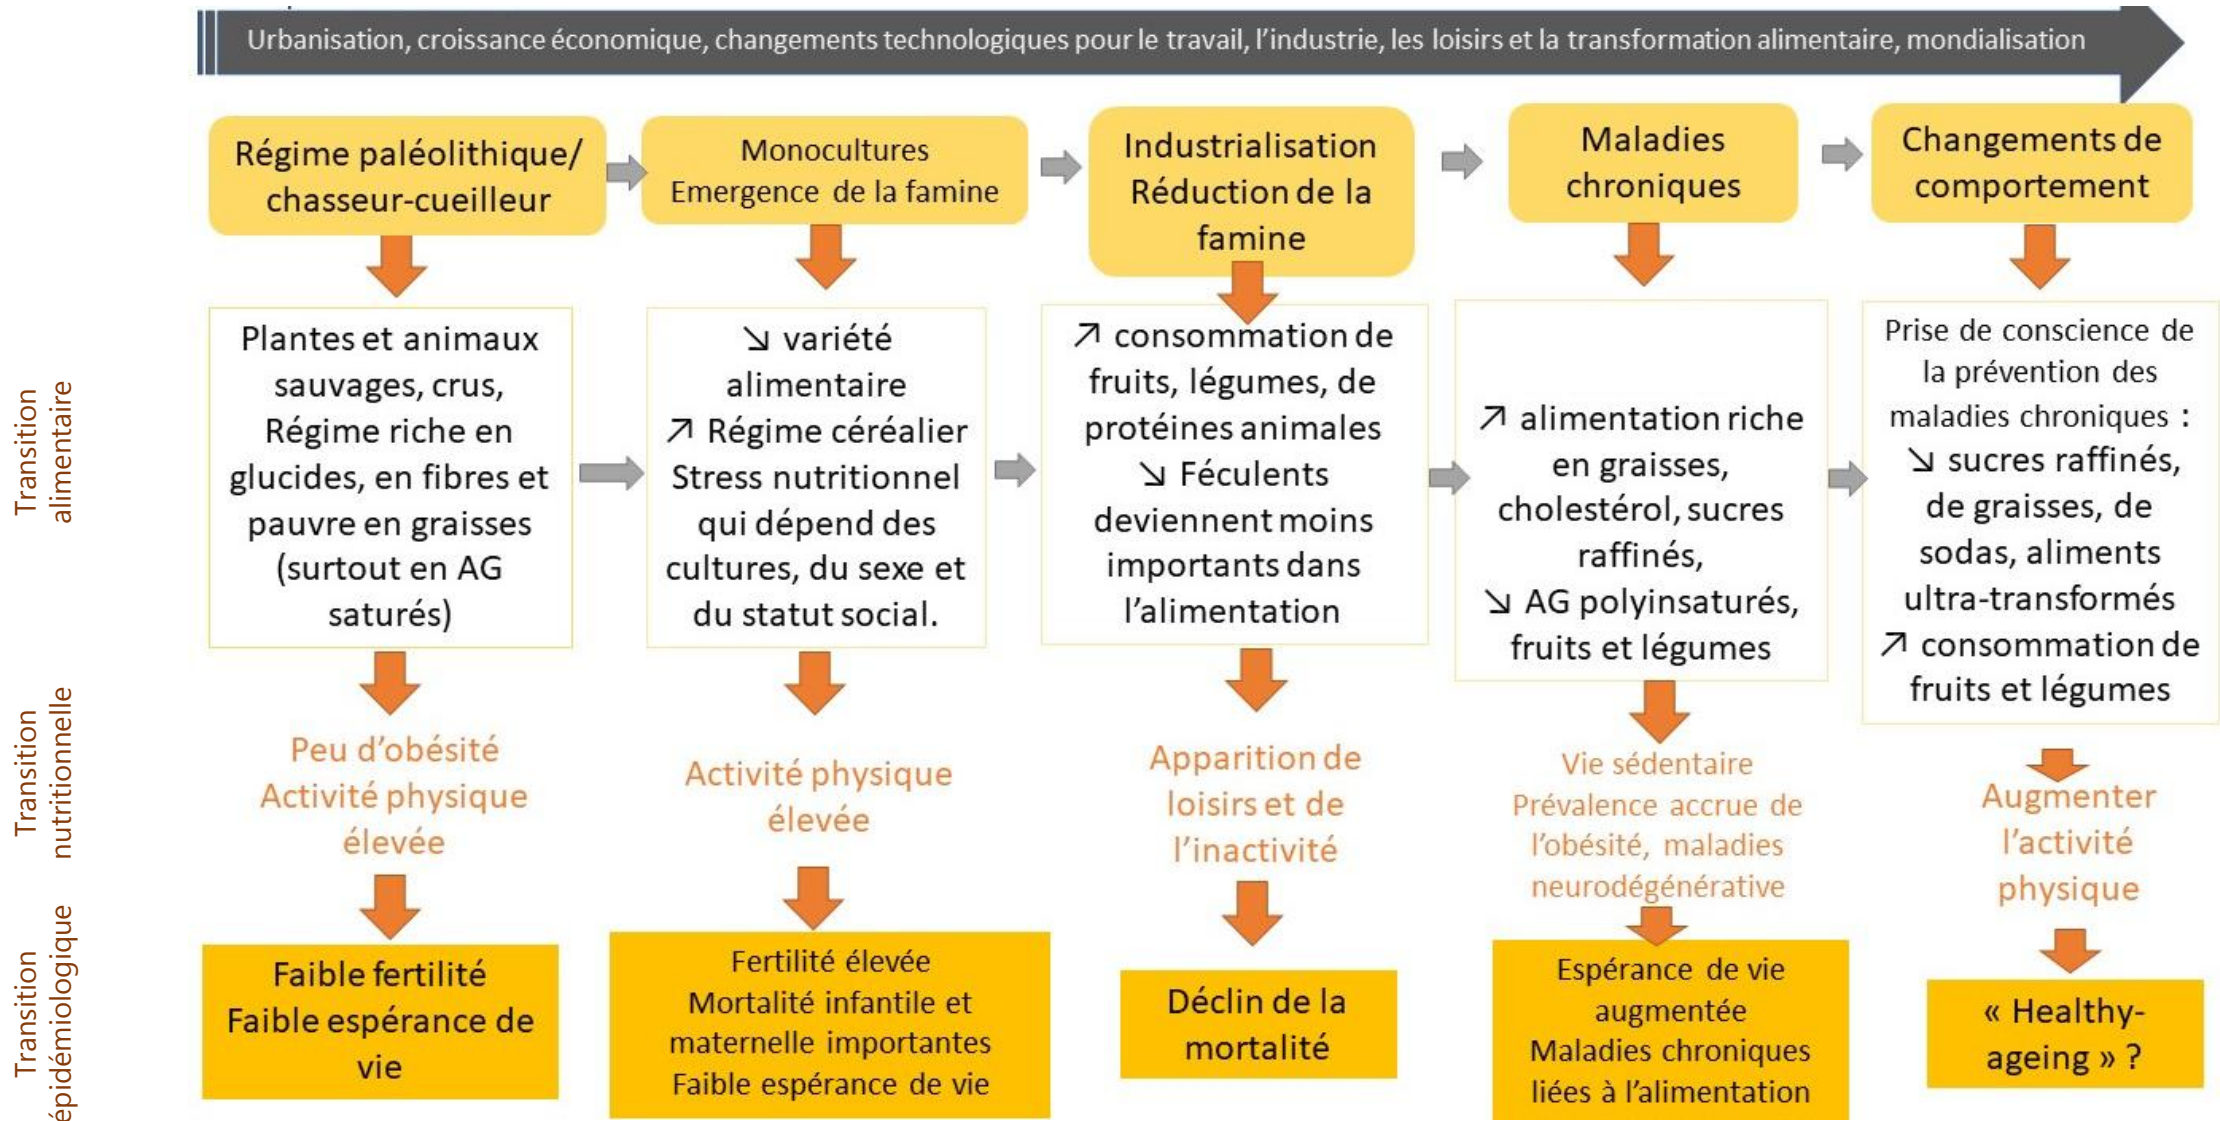 Urbanisation, croissance économique, changements technologiques pour le travail, l'industrie, les loisirs et la transformation alimentaire, mondialisation
Régime paléolithique/
chasseur-cueilleur
Monocultures
Emergence de la famine
Industrialisation
Réduction de la
famine
Maladies
chroniques
Changements de
comportement
Transition
alimentaire
Plantes et animaux
sauvages, crus,
Régime riche en
glucides, en fibres et
pauvre en graisses
(surtout en AG
saturés)
↘ variété
alimentaire
↗ Régime céréalier
Stress nutritionnel
qui dépend des
cultures, du sexe et
du statut social.
↗ consommation de
fruits, légumes, de
protéines animales
↘ Féculents
deviennent moins
importants dans
l'alimentation
↗ alimentation riche
en graisses,
cholestérol, sucres
raffinés,
↘ AG polyinsaturés,
fruits et légumes
Prise de conscience de
la prévention des
maladies chroniques :
↘ sucres raffinés,
de graisses, de
sodas, aliments
ultra-transformés
↗ consommation de
fruits et légumes
Transition
nutritionnelle
Peu d'obésité
Activité physique
élevée
Activité physique
élevée
Apparition de
loisirs et de
l'inactivité
Vie sédentaire
Prévalence accrue de
l'obésité, maladies
neurodégénérative
Augmenter
l'activité
physique
Transition
épidémiologique
Faible fertilité
Faible espérance de
vie
Fertilité élevée
Mortalité infantile et
maternelle importantes
Faible espérance de vie
Déclin de la
mortalité
Espérance de vie
augmentée
Maladies chroniques
liées à l'alimentation
« Healthy-
ageing » ?